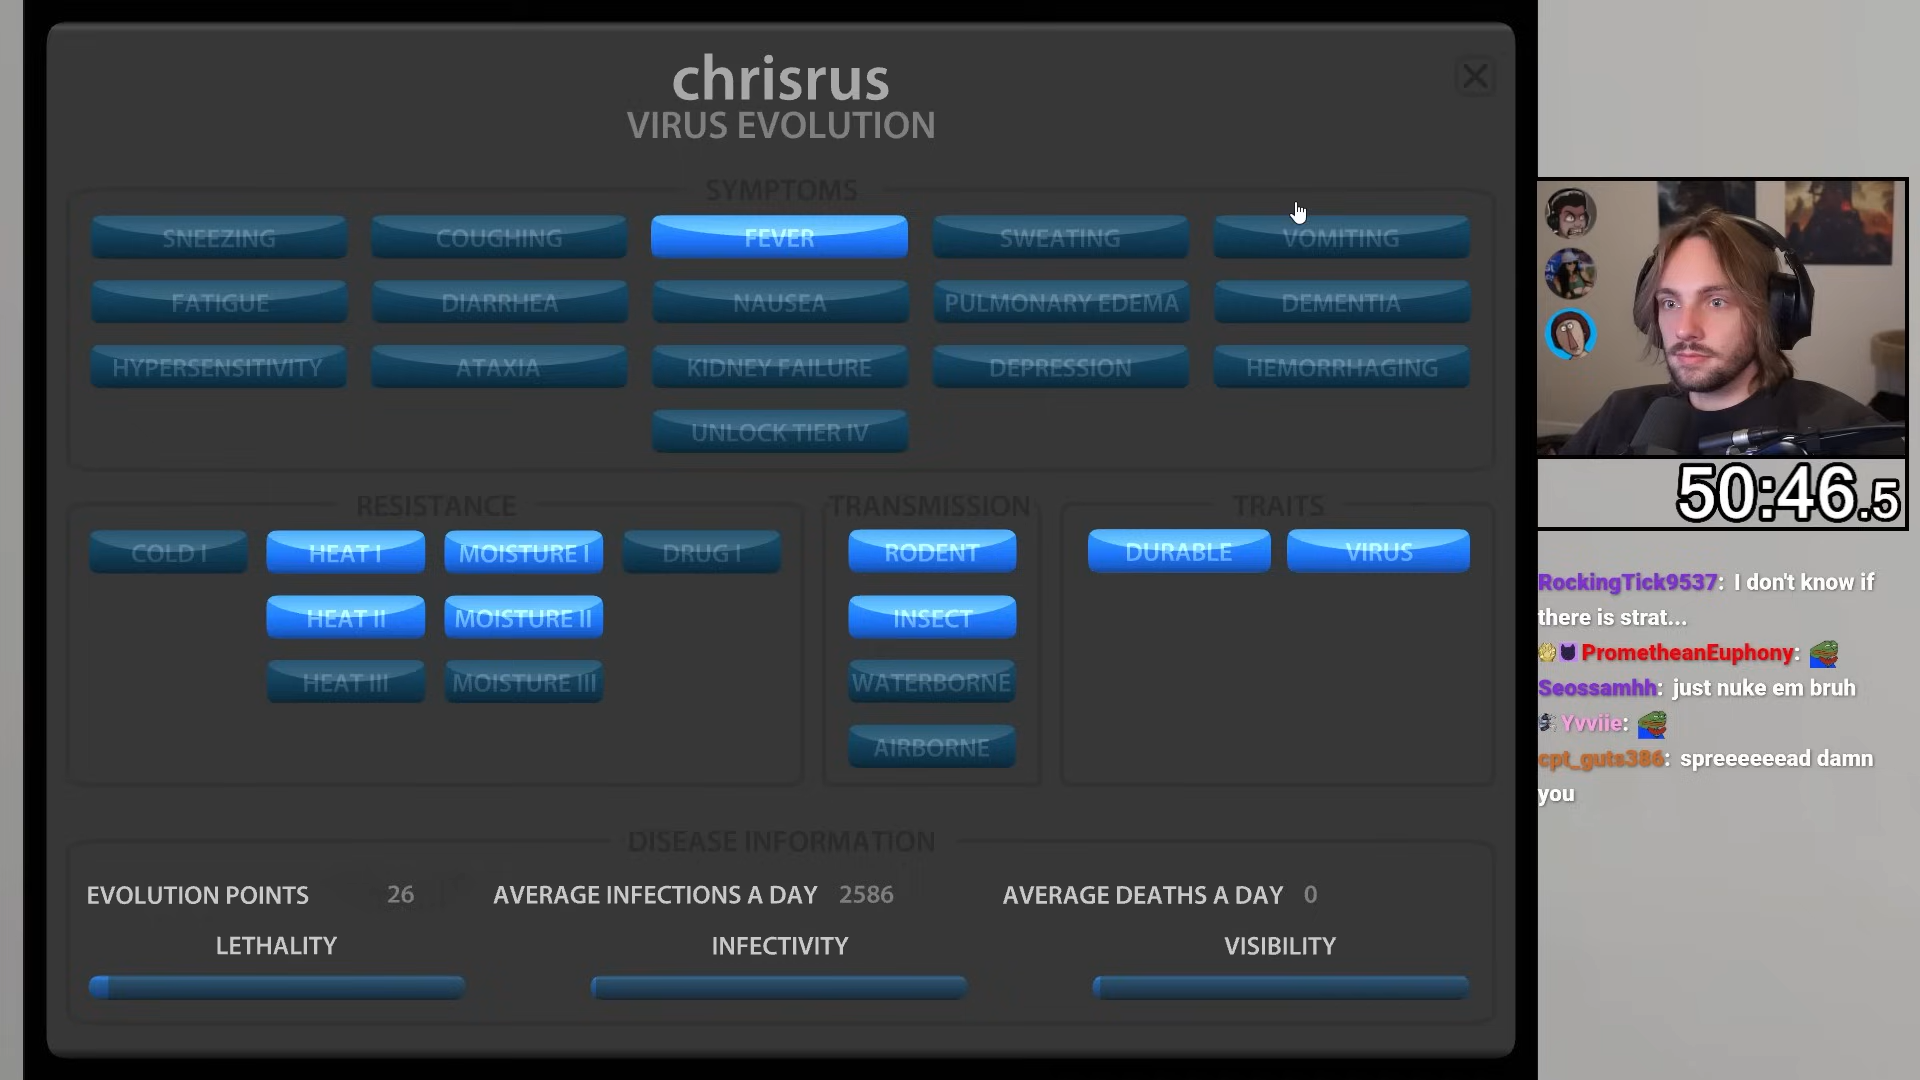 chrisrus
VIRUS EVOLUTION
SYMPTOMS
SNEEZING COUGHING FEVER SWEATING VOMITING
FATIGUE DIARRHEA NAUSEA PULMONARY EDEMA DEMENTIA
HYPERSENSITIVITY ATAXIA KIDNEY FAILURE DEPRESSION HEMORRHAGING
UNLOCK TIER IV
RESISTANCE
COLD I HEAT I MOISTURE I DRUG I
HEAT II MOISTURE II
HEAT III MOISTURE III
TRANSMISSION
RODENT
INSECT
WATERBORNE
AIRBORNE
TRAITS
DURABLE VIRUS
DISEASE INFORMATION
EVOLUTION POINTS 26 AVERAGE INFECTIONS A DAY 2586 AVERAGE DEATHS A DAY 0
LETHALITY INFECTIVITY VISIBILITY
50:46.5
RockingTick9537: I don't know if
there is strat...
PrometheanEuphony:
Seossamhh: just nuke em bruh
Yvviie:
cpt_guts386: spreeeeeead damn
you